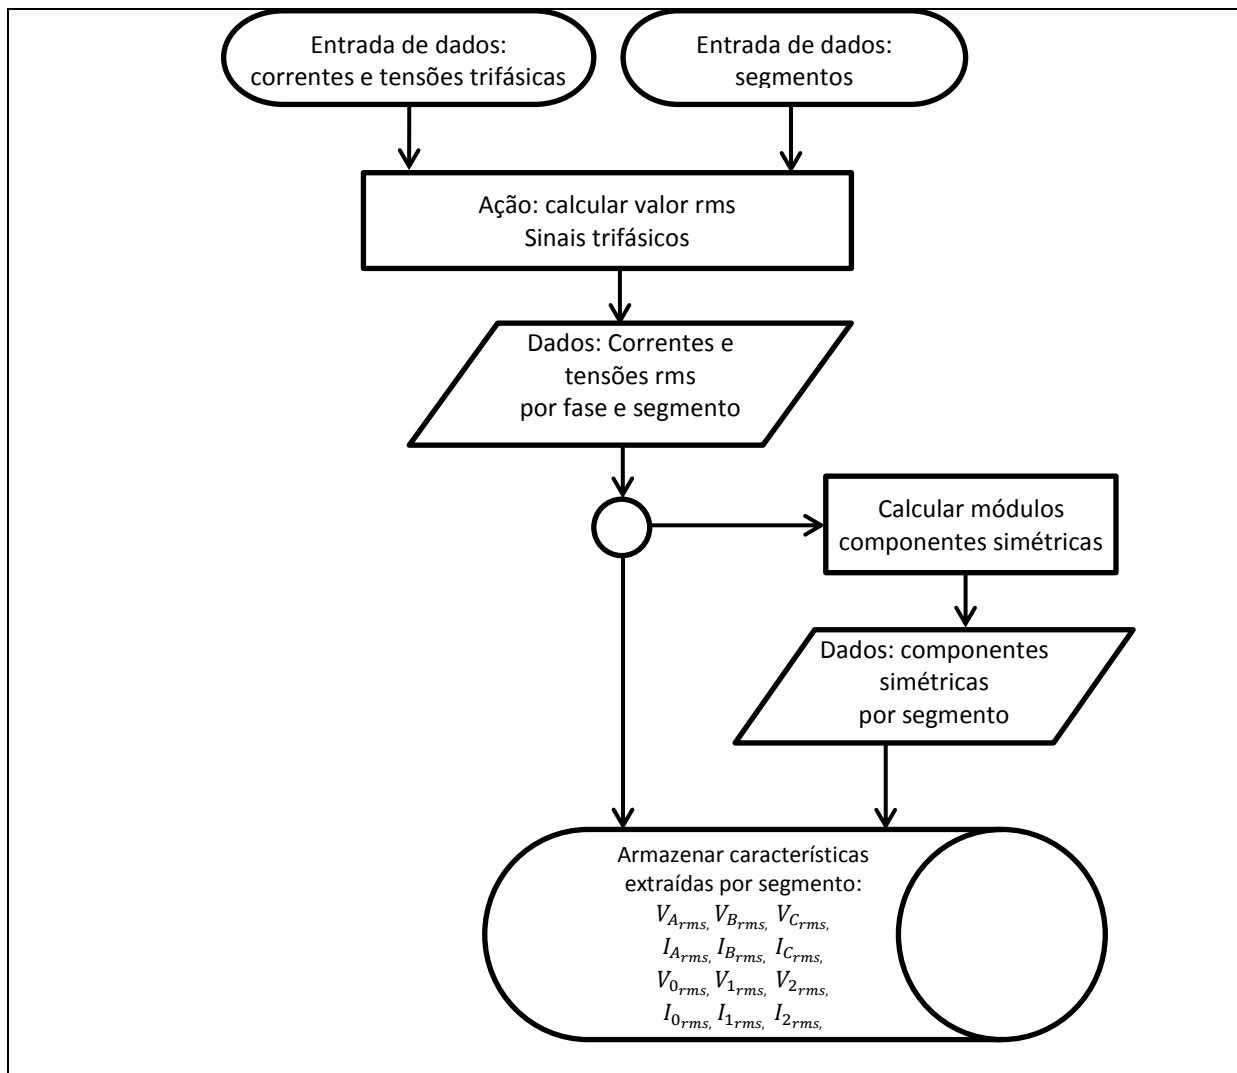 Entrada de dados:
correntes e tensões trifásicas
Entrada de dados:
segmentos
Ação: calcular valor rms
Sinais trifásicos
Dados: Correntes e
tensões rms
por fase e segmento
Calcular módulos
componentes simétricas
Dados: componentes
simétricas
por segmento
Armazenar características
extraídas por segmento:
V_{A_{rms,}} V_{B_{rms,}} V_{C_{rms,}}
I_{A_{rms,}} I_{B_{rms,}} I_{C_{rms,}}
V_{0_{rms,}} V_{1_{rms,}} V_{2_{rms,}}
I_{0_{rms,}} I_{1_{rms,}} I_{2_{rms,}}